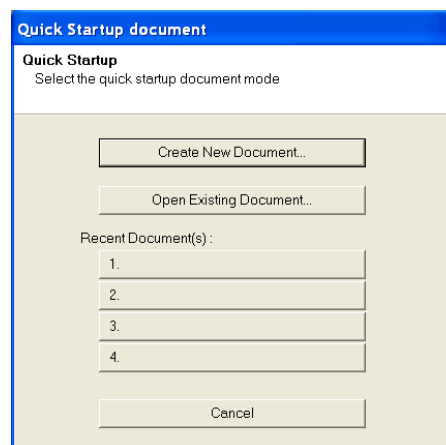 Quick Startup document
Quick Startup
Select the quick startup document mode
Create New Document...
Open Existing Document...
Recent Document(s) :
1.
2.
3.
4.
Cancel